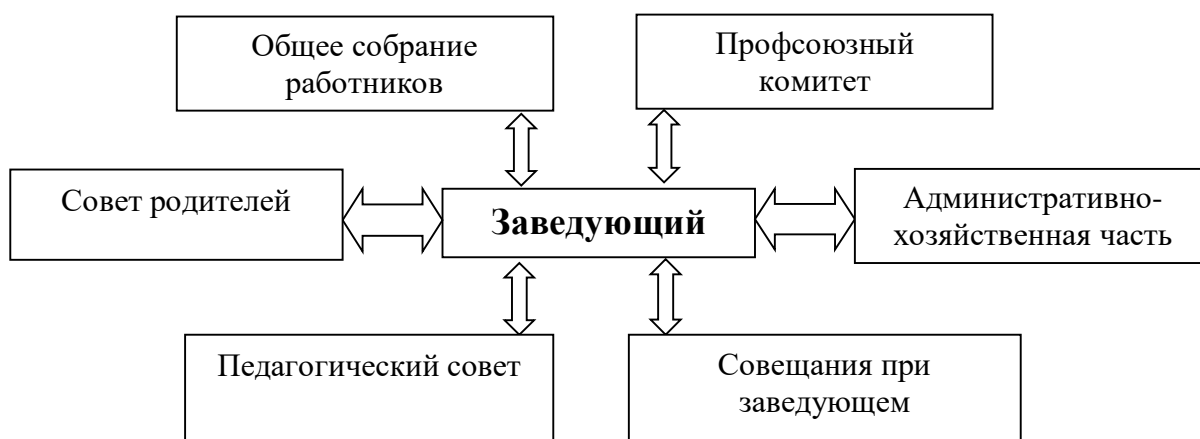 Общее собрание
работников
Профсоюзный
комитет
Совет родителей
Заведующий
Административно-
хозяйственная часть
Педагогический совет
Совещания при
заведующем